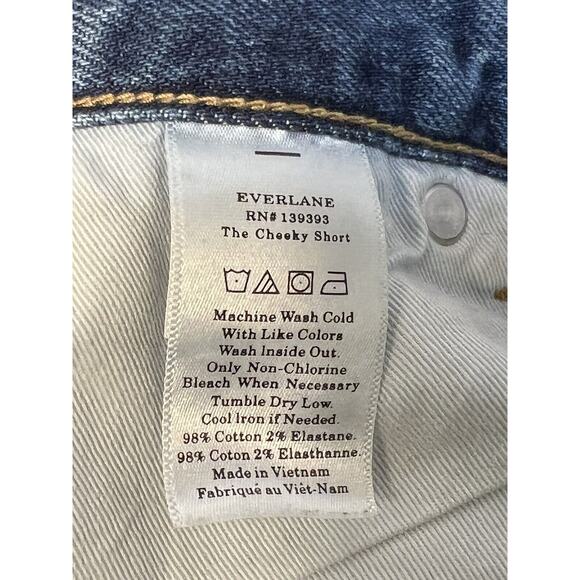 EVERLANE
RN# 139393
The Cheeky Short
Machine Wash Cold
With Like Colors
Wash Inside Out.
Only Non-Chlorine
Bleach When Necessary
Tumble Dry Low.
Cool Iron if Needed.
98% Cotton 2% Elastane.
98% Cotton 2% Elasthanne.
Made in Vietnam
Fabriqué au Viêt-Nam